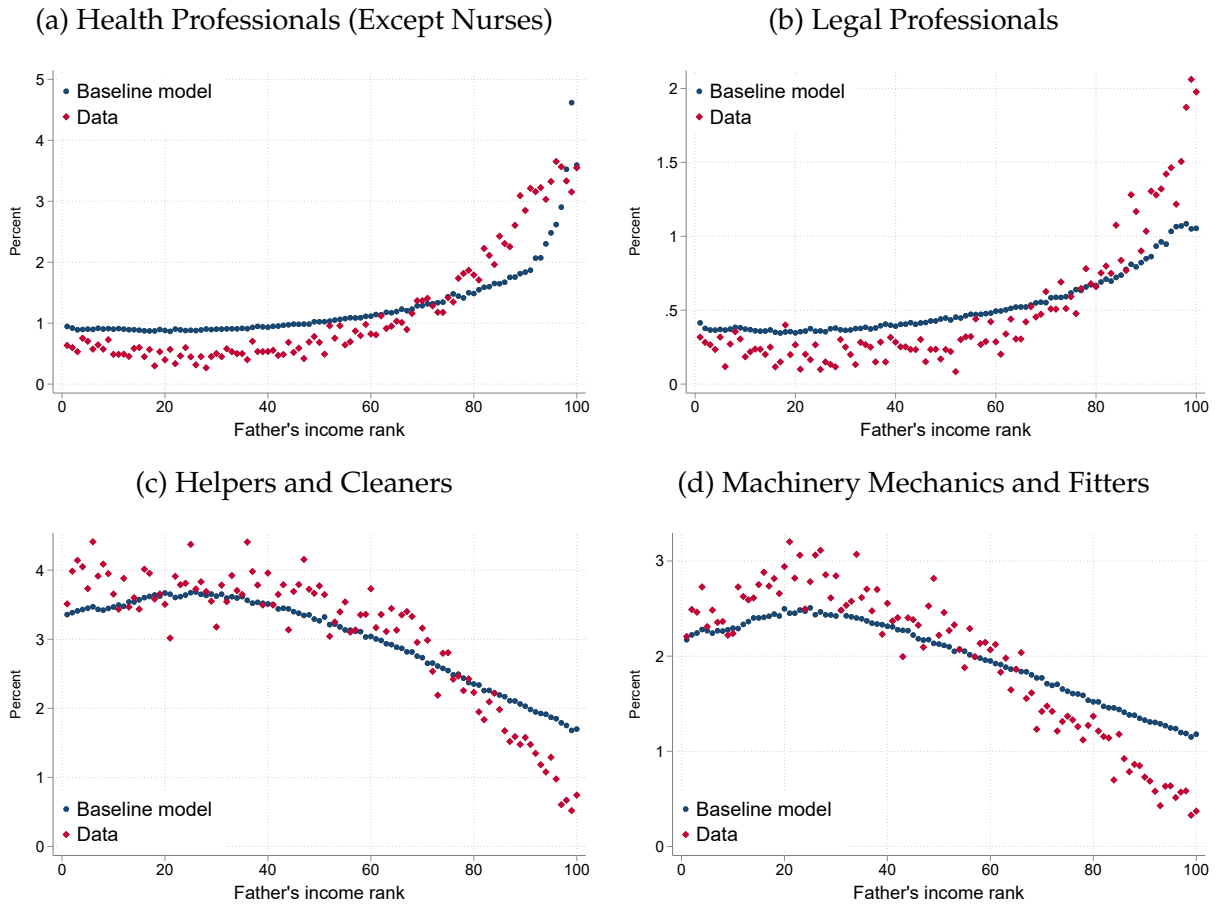 (a) Health Professionals (Except Nurses)
5
4
3
2
1
0
Percent
Baseline model
Data
0 20 40 60 80 100
Father's income rank
(b) Legal Professionals
2
1.5
1
.5
0
Percent
Baseline model
Data
0 20 40 60 80 100
Father's income rank
(c) Helpers and Cleaners
4
3
2
1
0
Percent
Baseline model
Data
0 20 40 60 80 100
Father's income rank
(d) Machinery Mechanics and Fitters
3
2
1
0
Percent
Baseline model
Data
0 20 40 60 80 100
Father's income rank